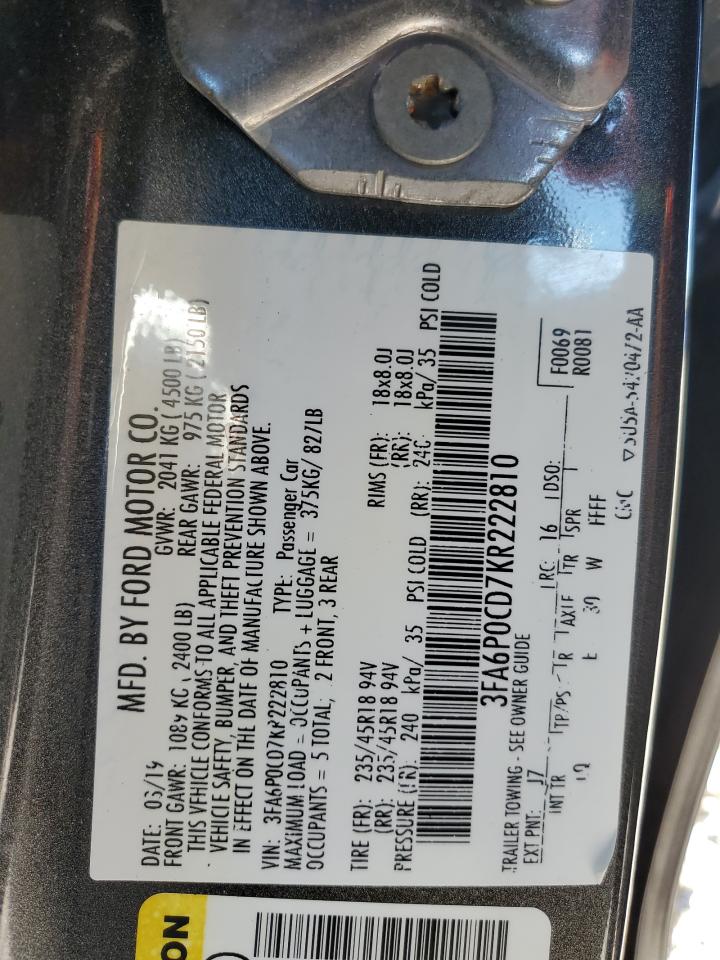 MFD. BY FORD MOTOR CO.
DATE: 03/19 GVWR: 2041 KG ( 4500 LB)
FRONT GAWR: 1089 KG ( 2400 LB) REAR GAWR: 975 KG ( 2150 LB)
THIS VEHICLE CONFORMS TO ALL APPLICABLE FEDERAL MOTOR
VEHICLE SAFETY, BUMPER, AND THEFT PREVENTION STANDARDS
IN EFFECT ON THE DATE OF MANUFACTURE SHOWN ABOVE.
VIN: 3FA6P0CD7KR222810 TYPE: Passenger Car
MAXIMUM LOAD = OCCUPANTS + LUGGAGE = 375KG/ 827LB
OCCUPANTS = 5 TOTAL; 2 FRONT, 3 REAR
TIRE (FR): 235/45R18 94V RIMS (FR): 18x8.0J
(RR): 235/45R18 94V (RR): 18x8.0J
PRESSURE (FR): 240 kPa/ 35 PSI COLD (RR): 240 kPa/ 35 PSI COLD
3FA6P0CD7KR222810
TRAILER TOWING - SEE OWNER GUIDE
F0069
R0081
EXT PNT: J7 RC: 16 DSO:
INT TR TP/PS TR AXLE TR SPR
W FFFF
ON